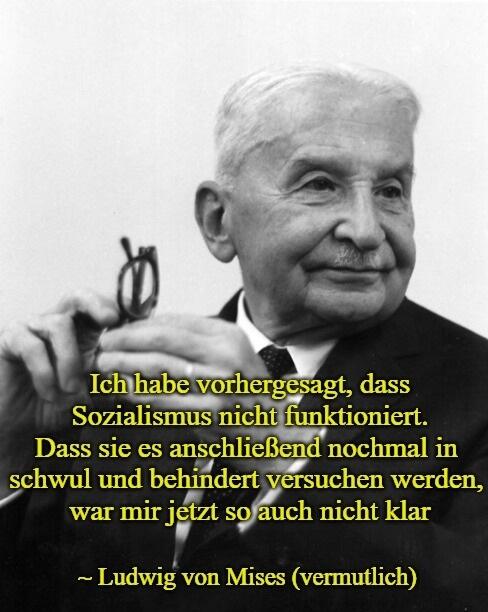 Ich habe vorhergesagt, dass
Sozialismus nicht funktioniert.
Dass sie es anschließend nochmal in
schwul und behindert versuchen werden,
war mir jetzt so auch nicht klar
~ Ludwig von Mises (vermutlich)